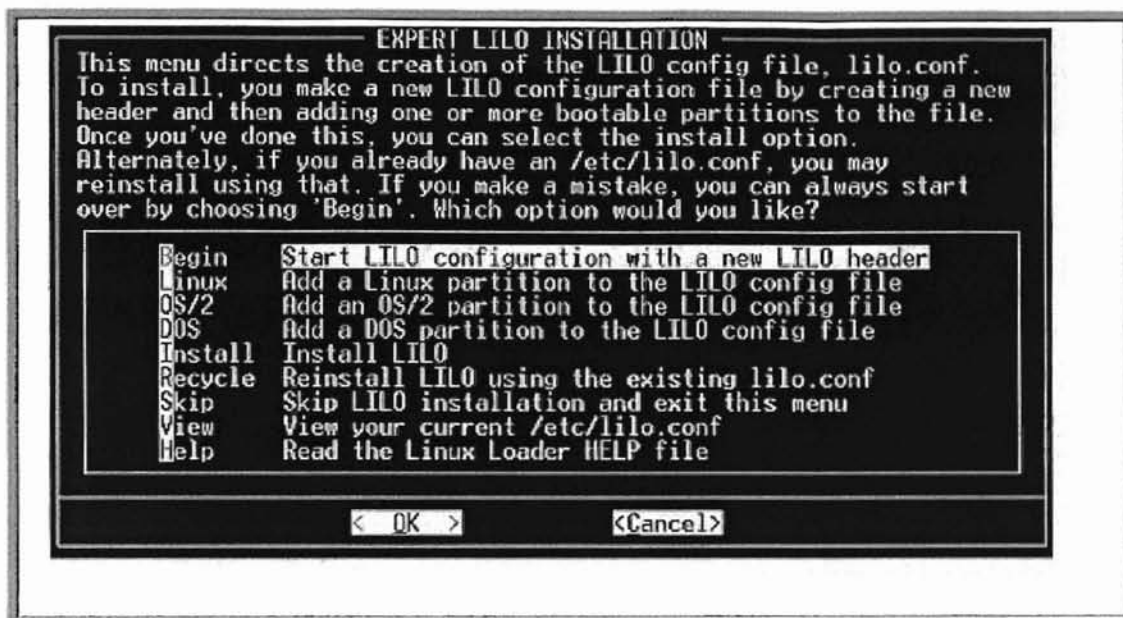 EXPERT LILO INSTALLATION
This menu directs the creation of the LILO config file, lilo.conf.
To install, you make a new LILO configuration file by creating a new
header and then adding one or more bootable partitions to the file.
Once you've done this, you can select the install option.
Alternately, if you already have an /etc/lilo.conf, you may
reinstall using that. If you make a mistake, you can always start
over by choosing 'Begin'. Which option would you like?
Begin Start LILO configuration with a new LILO header
Linux Add a Linux partition to the LILO config file
OS/2 Add an OS/2 partition to the LILO config file
DOS Add a DOS partition to the LILO config file
Install Install LILO
Recycle Reinstall LILO using the existing lilo.conf
Skip Skip LILO installation and exit this menu
View View your current /etc/lilo.conf
Help Read the Linux Loader HELP file
< OK > <Cancel>